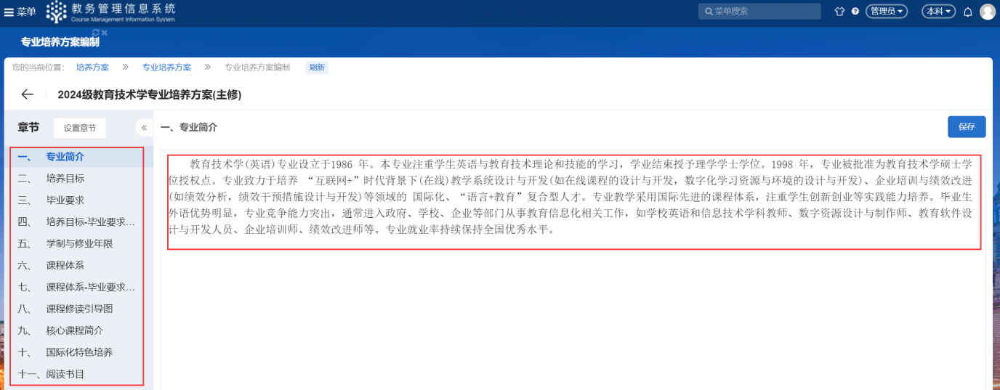 菜单
教务管理信息系统
Course Management Information System
菜单搜索
管理员
本科
专业培养方案编制
您的当前位置： 培养方案 » 专业培养方案 » 专业培养方案编制 刷新
← 2024级教育技术学专业培养方案(主修)
章节 设置章节 « 一、专业简介 保存
一、 专业简介
二、 培养目标
三、 毕业要求
四、 培养目标-毕业要求...
五、 学制与修业年限
六、 课程体系
七、 课程体系-毕业要求...
八、 课程修读引导图
九、 核心课程简介
十、 国际化特色培养
十一、阅读书目
教育技术学(英语)专业设立于1986 年。本专业注重学生英语与教育技术理论和技能的学习，学业结束授予理学学士学位。1998 年，专业被批准为教育技术学硕士学
位授权点。专业致力于培养 “互联网+”时代背景下(在线)教学系统设计与开发(如在线课程的设计与开发，数字化学习资源与环境的设计与开发)、企业培训与绩效改进
(如绩效分析，绩效干预措施设计与开发)等领域的 国际化、“语言+教育”复合型人才。专业教学采用国际先进的课程体系，注重学生创新创业等实践能力培养。毕业生
外语优势明显，专业竞争能力突出，通常进入政府、学校、企业等部门从事教育信息化相关工作，如学校英语和信息技术学科教师、数字资源设计与制作师、教育软件设
计与开发人员、企业培训师、绩效改进师等。专业就业率持续保持全国优秀水平。